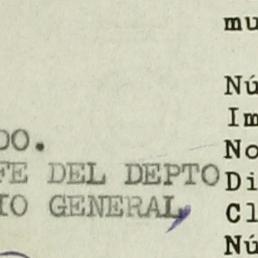 mu
Nú
Im
DO.
No
FE DEL DEPTO
Di
IO GENERAL
Cl
Nú